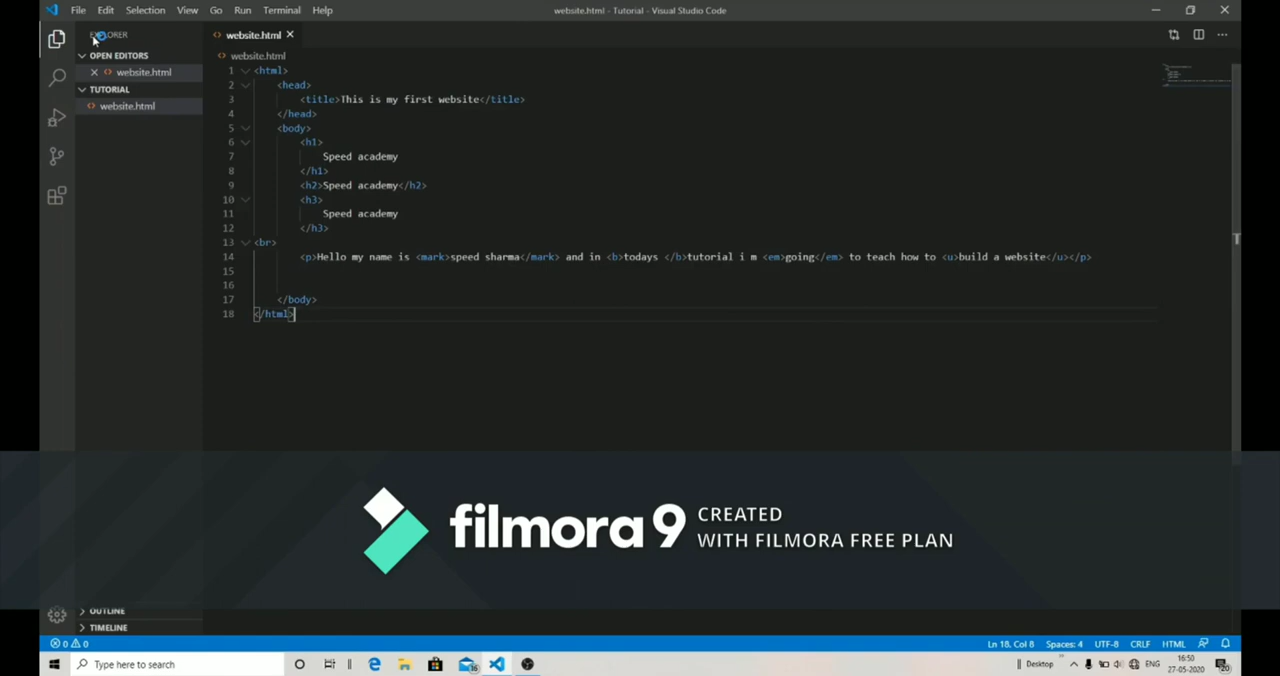 File Edit Selection View Go Run Terminal Help website.html - Tutorial - Visual Studio Code
website.html
OPEN EDITORS
website.html
TUTORIAL
website.html
OUTLINE
TIMELINE
website.html
1 <html>
2 <head>
3 <title>This is my first website</title>
4 </head>
5 <body>
6 <h1>
7 Speed academy
8 </h1>
9 <h2>Speed academy</h2>
10 <h3>
11 Speed academy
12 </h3>
13 <br>
14 <p>Hello my name is <mark>speed sharma</mark> and in <b>todays </b>tutorial i m <em>going</em> to teach how to <u>build a website</u></p>
15
16
17 </body>
18 </html>
filmora9 CREATED
WITH FILMORA FREE PLAN
0 0 Ln 18, Col 8 Spaces: 4 UTF-8 CRLF HTML
Type here to search Desktop ENG 16:50
27-05-2020